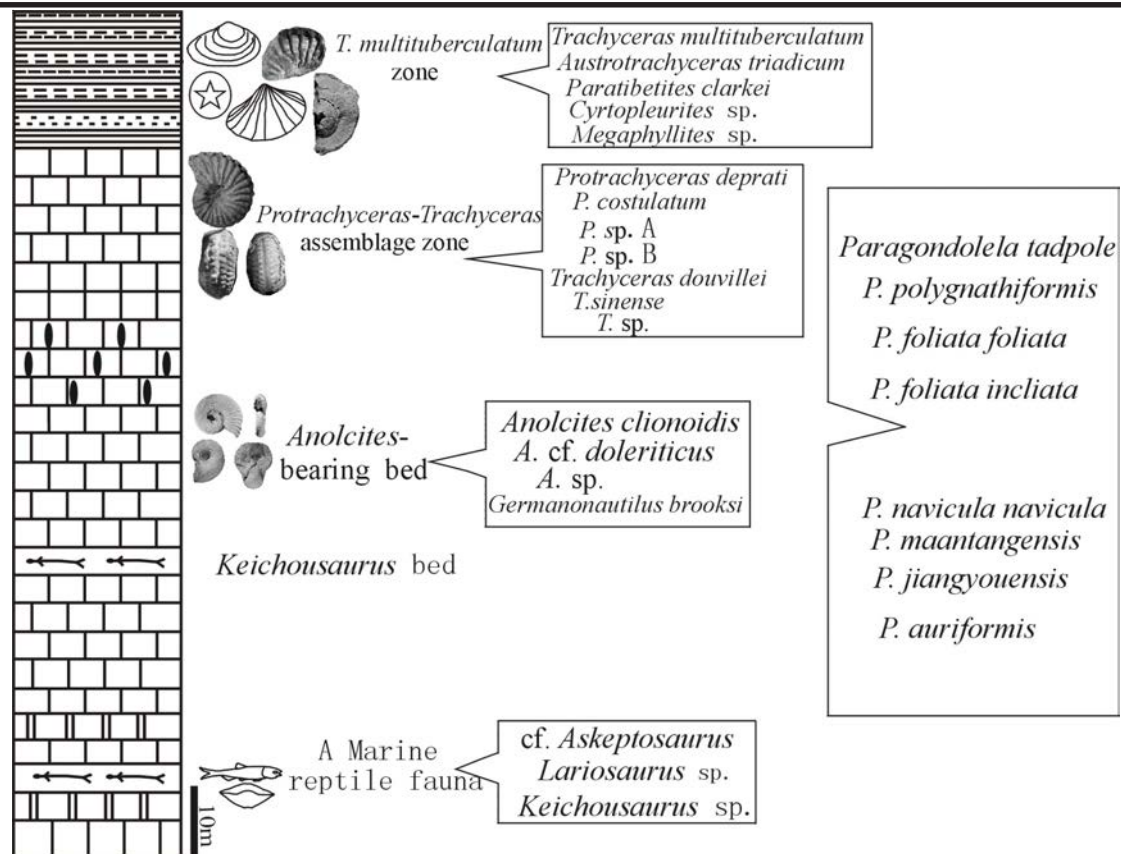 T. multituberculatum
zone
Trachyceras multituberculatum
Austrotrachyceras triadicum
Paratibetites clarkei
Cyrtopleurites sp.
Megaphyllites sp.
Protrachyceras-Trachyceras
assemblage zone
Protrachyceras deprati
P. costulatum
P. sp. A
P. sp. B
Trachyceras douvillei
T.sinense
T. sp.
Paragondolela tadpole
P. polygnathiformis
P. foliata foliata
P. foliata incliata
P. navicula navicula
P. maantangensis
P. jiangyouensis
P. auriformis
Anolcites-
bearing bed
Anolcites clionoidis
A. cf. doleriticus
A. sp.
Germanonautilus brooksi
Keichousaurus bed
A Marine
reptile fauna
cf. Askeptosaurus
Lariosaurus sp.
Keichousaurus sp.
10m